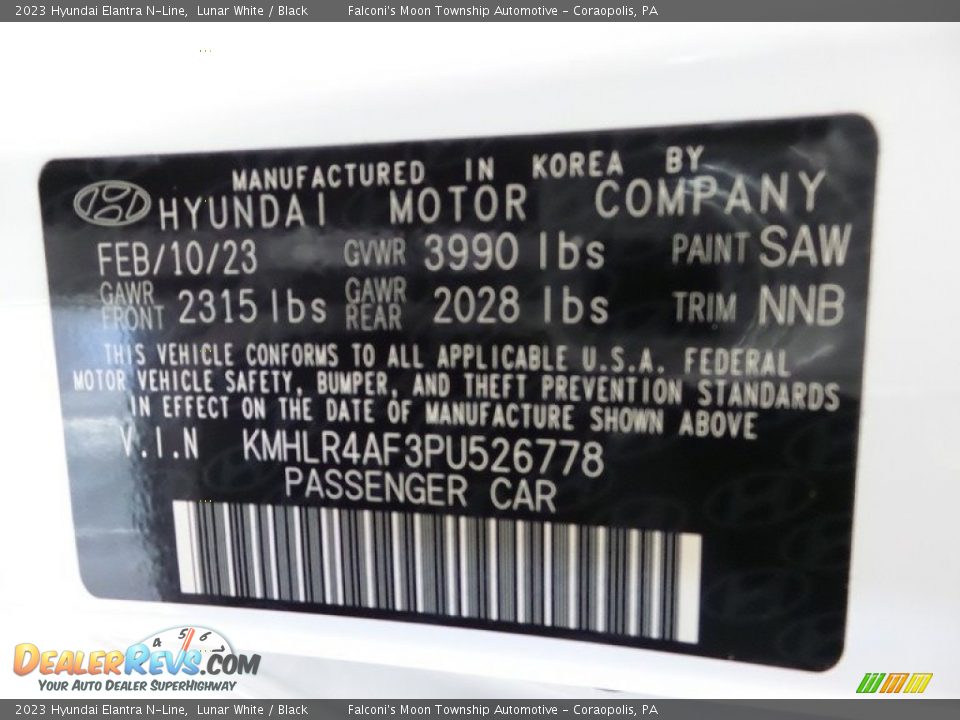 2023 Hyundai Elantra N-Line, Lunar White / Black Falconi's Moon Township Automotive - Coraopolis, PA
MANUFACTURED IN KOREA BY
HYUNDAI MOTOR COMPANY
FEB/10/23 GVWR 3990 lbs PAINT SAW
GAWR FRONT 2315 lbs GAWR REAR 2028 lbs TRIM NNB
THIS VEHICLE CONFORMS TO ALL APPLICABLE U.S.A. FEDERAL
MOTOR VEHICLE SAFETY, BUMPER, AND THEFT PREVENTION STANDARDS
IN EFFECT ON THE DATE OF MANUFACTURE SHOWN ABOVE
V.I.N KMHLR4AF3PU526778
PASSENGER CAR
4 5 6 7
DealerRevs.com
Your Auto Dealer SuperHighway
2023 Hyundai Elantra N-Line, Lunar White / Black Falconi's Moon Township Automotive - Coraopolis, PA